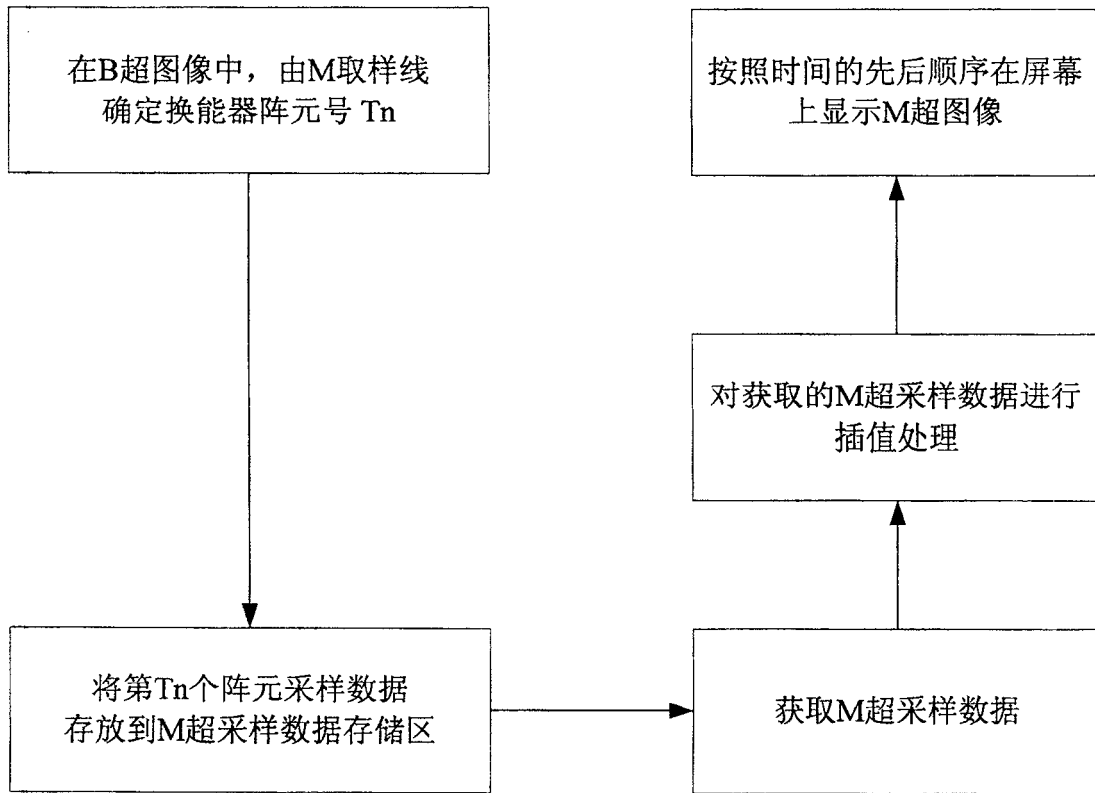 在B超图像中，由M取样线
确定换能器阵元号 Tn
将第Tn个阵元采样数据
存放到M超采样数据存储区
获取M超采样数据
对获取的M超采样数据进行
插值处理
按照时间的先后顺序在屏幕
上显示M超图像